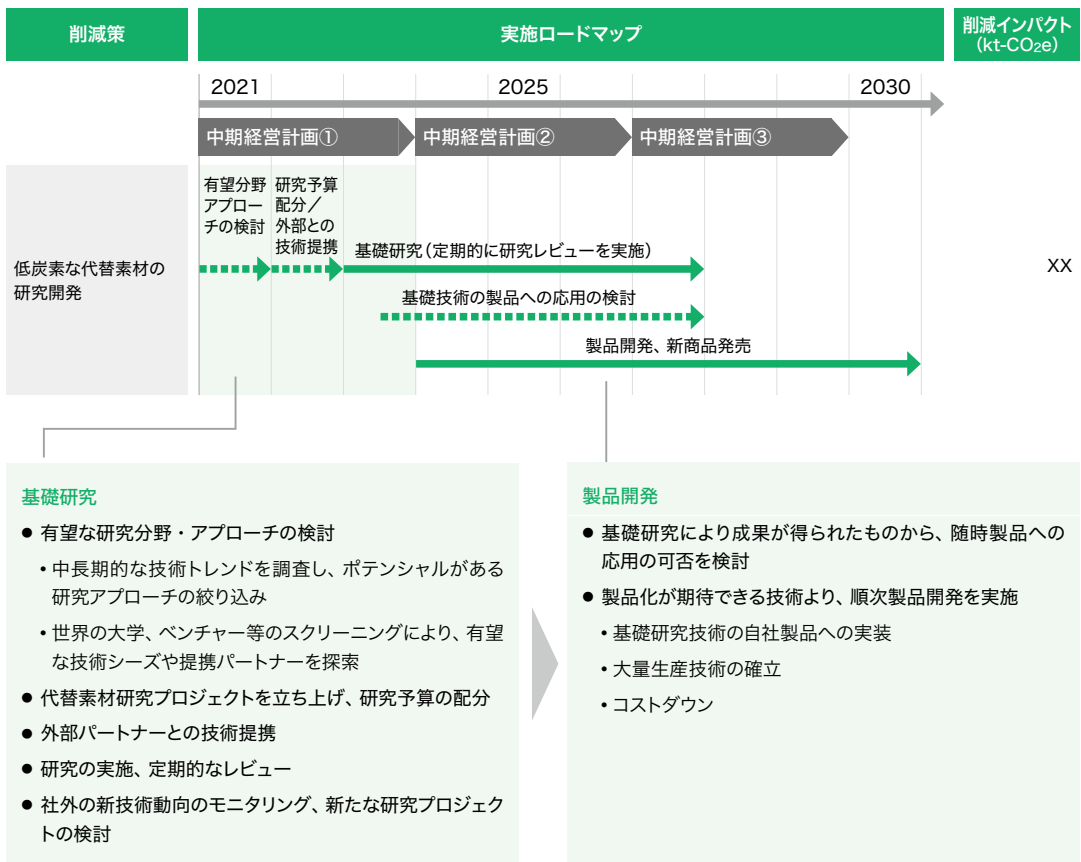 削減策
実施ロードマップ
削減インパクト
（kt-CO₂e）
2021
2025
2030
中期経営計画①
中期経営計画②
中期経営計画③
低炭素な代替素材の
研究開発
有望分野
アプロー
チの検討
研究予算
配分／
外部との
技術提携
基礎研究（定期的に研究レビューを実施）
基礎技術の製品への応用の検討
製品開発、新商品発売
XX
基礎研究
● 有望な研究分野・アプローチの検討
・中長期的な技術トレンドを調査し、ポテンシャルがある
研究アプローチの絞り込み
・世界の大学、ベンチャー等のスクリーニングにより、有望
な技術シーズや提携パートナーを探索
● 代替素材研究プロジェクトを立ち上げ、研究予算の配分
● 外部パートナーとの技術提携
● 研究の実施、定期的なレビュー
● 社外の新技術動向のモニタリング、新たな研究プロジェク
トの検討
製品開発
● 基礎研究により成果が得られたものから、随時製品への
応用の可否を検討
● 製品化が期待できる技術より、順次製品開発を実施
・基礎研究技術の自社製品への実装
・大量生産技術の確立
・コストダウン